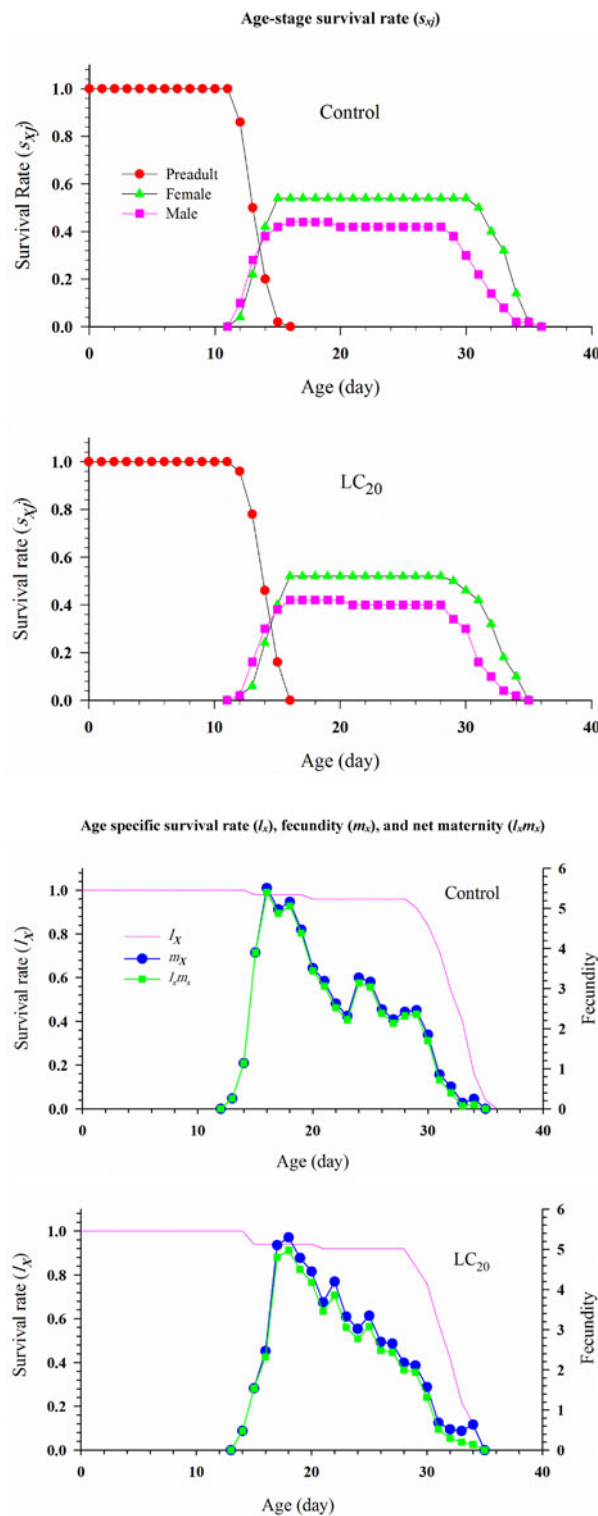 Age-stage survival rate (sxj)
Control
Preadult
Female
Male
Survival Rate (sxj)
1.0
0.8
0.6
0.4
0.2
0.0
0 10 20 30 40
Age (day)
LC20
Survival rate (sxj)
1.0
0.8
0.6
0.4
0.2
0.0
0 10 20 30 40
Age (day)
Age specific survival rate (lx), fecundity (mx), and net maternity (lxmx)
Control
lx
mx
lxmx
Survival rate (lx)
1.0
0.8
0.6
0.4
0.2
0.0
6
5
4
3
2
1
0
Fecundity
0 10 20 30 40
Age (day)
LC20
Survival rate (lx)
1.0
0.8
0.6
0.4
0.2
0.0
6
5
4
3
2
1
0
Fecundity
0 10 20 30 40
Age (day)